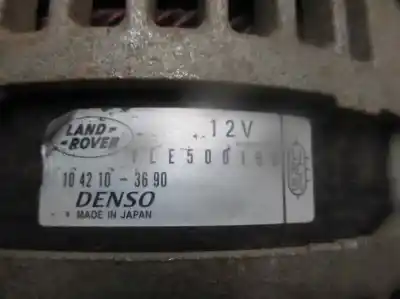 LAND-
-ROVER
12V
104210-3690
DENSO
MADE IN JAPAN